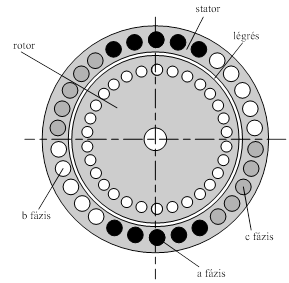 stator
légrés
rotor
b fázis
c fázis
a fázis